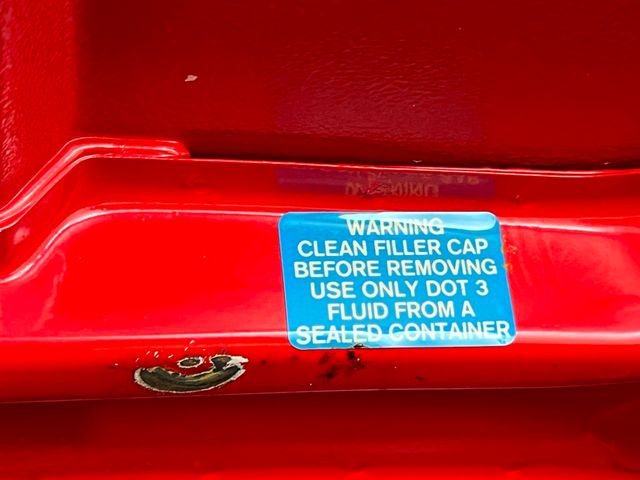 WARNING
CLEAN FILLER CAP
BEFORE REMOVING
USE ONLY DOT 3
FLUID FROM A
SEALED CONTAINER